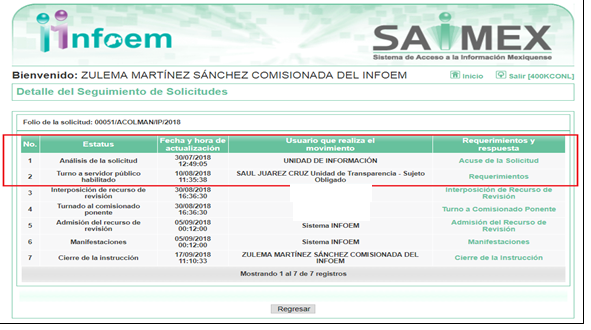 infoem
SAIMEX
Sistema de Acceso a la Información Mexiquense
Bienvenido: ZULEMA MARTÍNEZ SÁNCHEZ COMISIONADA DEL INFOEM
Inicio Salir [400KCONL]
Detalle del Seguimiento de Solicitudes
Folio de la solicitud: 00051/ACOLMAN/IP/2018
No. Estatus Fecha y hora de actualización Usuario que realiza el movimiento Requerimientos y respuesta
1 Análisis de la solicitud 30/07/2018 12:49:05 UNIDAD DE INFORMACIÓN Acuse de la Solicitud
2 Turno a servidor público habilitado 10/08/2018 11:35:38 SAUL JUAREZ CRUZ Unidad de Transparencia - Sujeto Obligado Requerimientos
3 Interposición de recurso de revisión 30/08/2018 16:36:30 Interposición de Recurso de Revisión
4 Turnado al comisionado ponente 30/08/2018 16:36:30 Turno a Comisionado Ponente
5 Admisión del recurso de revisión 05/09/2018 00:12:00 Sistema INFOEM Admisión del Recurso de Revisión
6 Manifestaciones 05/09/2018 00:12:00 Sistema INFOEM Manifestaciones
7 Cierre de la instrucción 17/09/2018 11:10:33 ZULEMA MARTÍNEZ SÁNCHEZ COMISIONADA DEL INFOEM Cierre de la instrucción
Mostrando 1 al 7 de 7 registros
Regresar